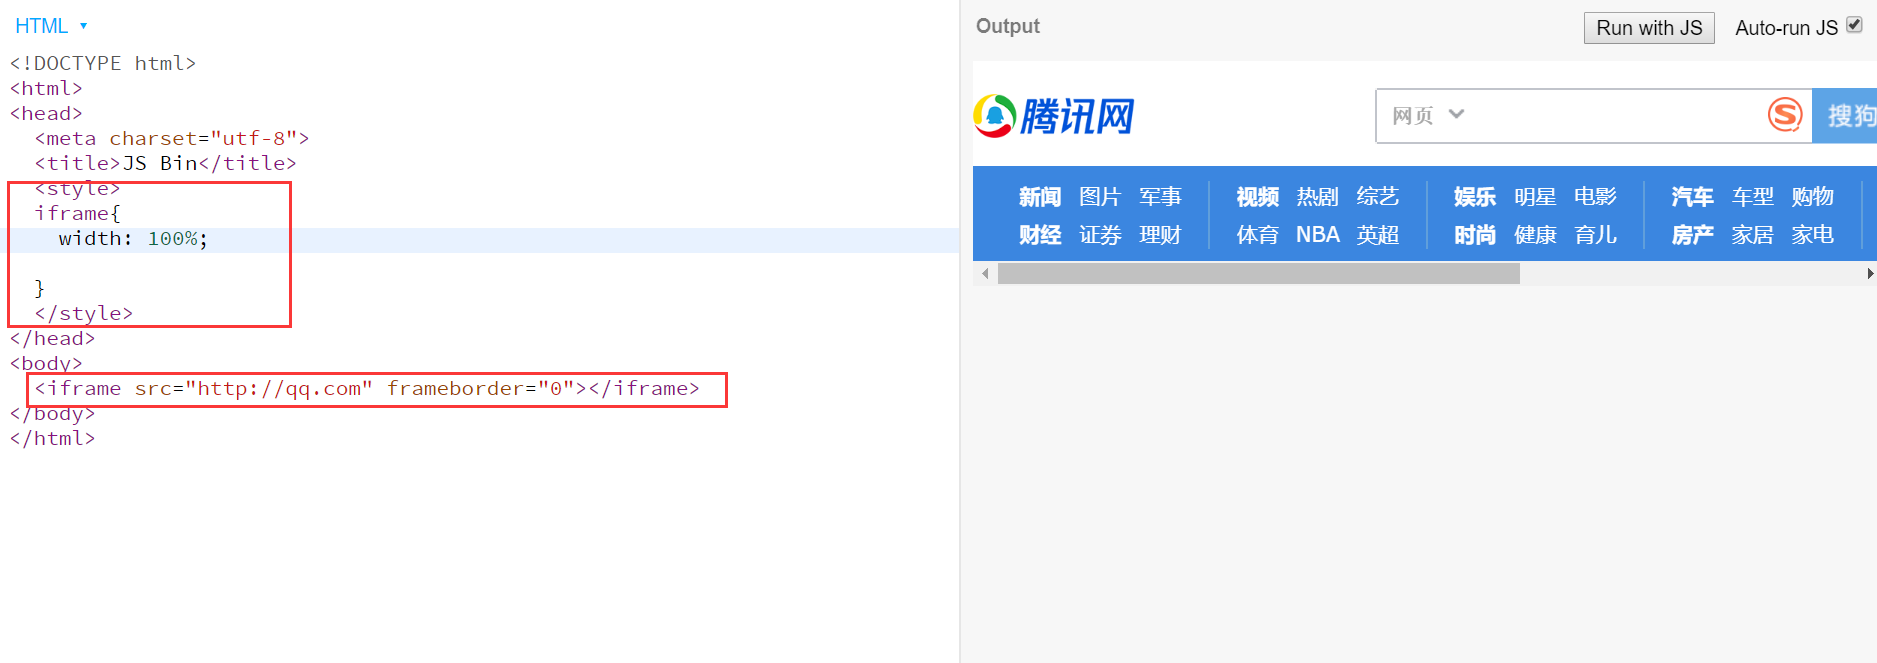 HTML
<!DOCTYPE html>
<html>
<head>
<meta charset="utf-8">
<title>JS Bin</title>
<style>
iframe{
width: 100%;
}
</style>
</head>
<body>
<iframe src="http://qq.com" frameborder="0"></iframe>
</body>
</html>
Output
Run with JS
Auto-run JS
腾讯网
网页
搜狗
新闻 图片 军事 视频 热剧 综艺 娱乐 明星 电影 汽车 车型 购物
财经 证券 理财 体育 NBA 英超 时尚 健康 育儿 房产 家居 家电